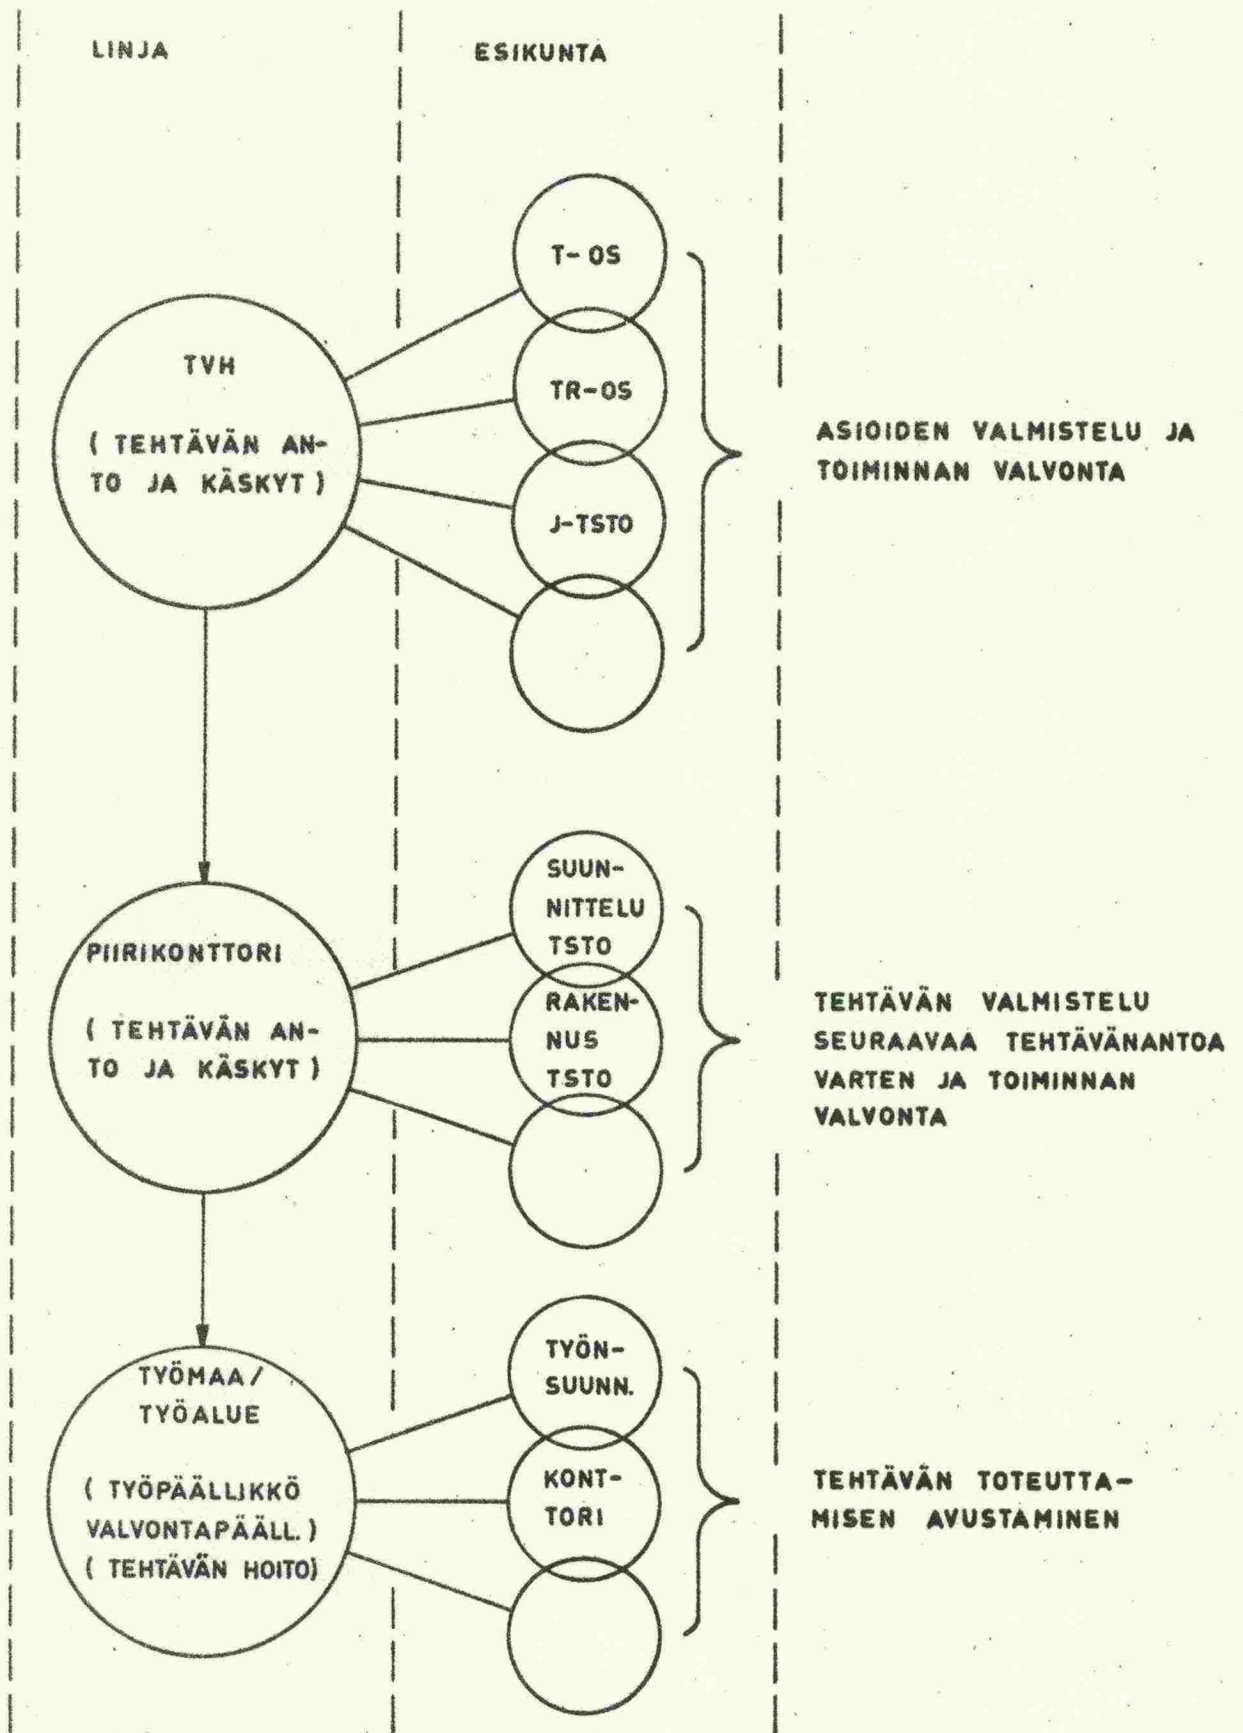 LINJA
ESIKUNTA
T-OS
TVH
( TEHTÄVÄN AN-
TO JA KÄSKYT )
TR-OS
J-TSTO
ASIOIDEN VALMISTELU JA
TOIMINNAN VALVONTA
PIIRIKONTTORI
( TEHTÄVÄN AN-
TO JA KÄSKYT )
SUUN-
NITTELU
TSTO
RAKEN-
NUS
TSTO
TEHTÄVÄN VALMISTELU
SEURAAVAA TEHTÄVÄNANTOA
VARTEN JA TOIMINNAN
VALVONTA
TYÖMAA/
TYÖALUE
( TYÖPÄÄLLIKKÖ
VALVONTAPÄÄLL. )
( TEHTÄVÄN HOITO)
TYÖN-
SUUNN.
KONT-
TORI
TEHTÄVÄN TOTEUTTA-
MISEN AVUSTAMINEN